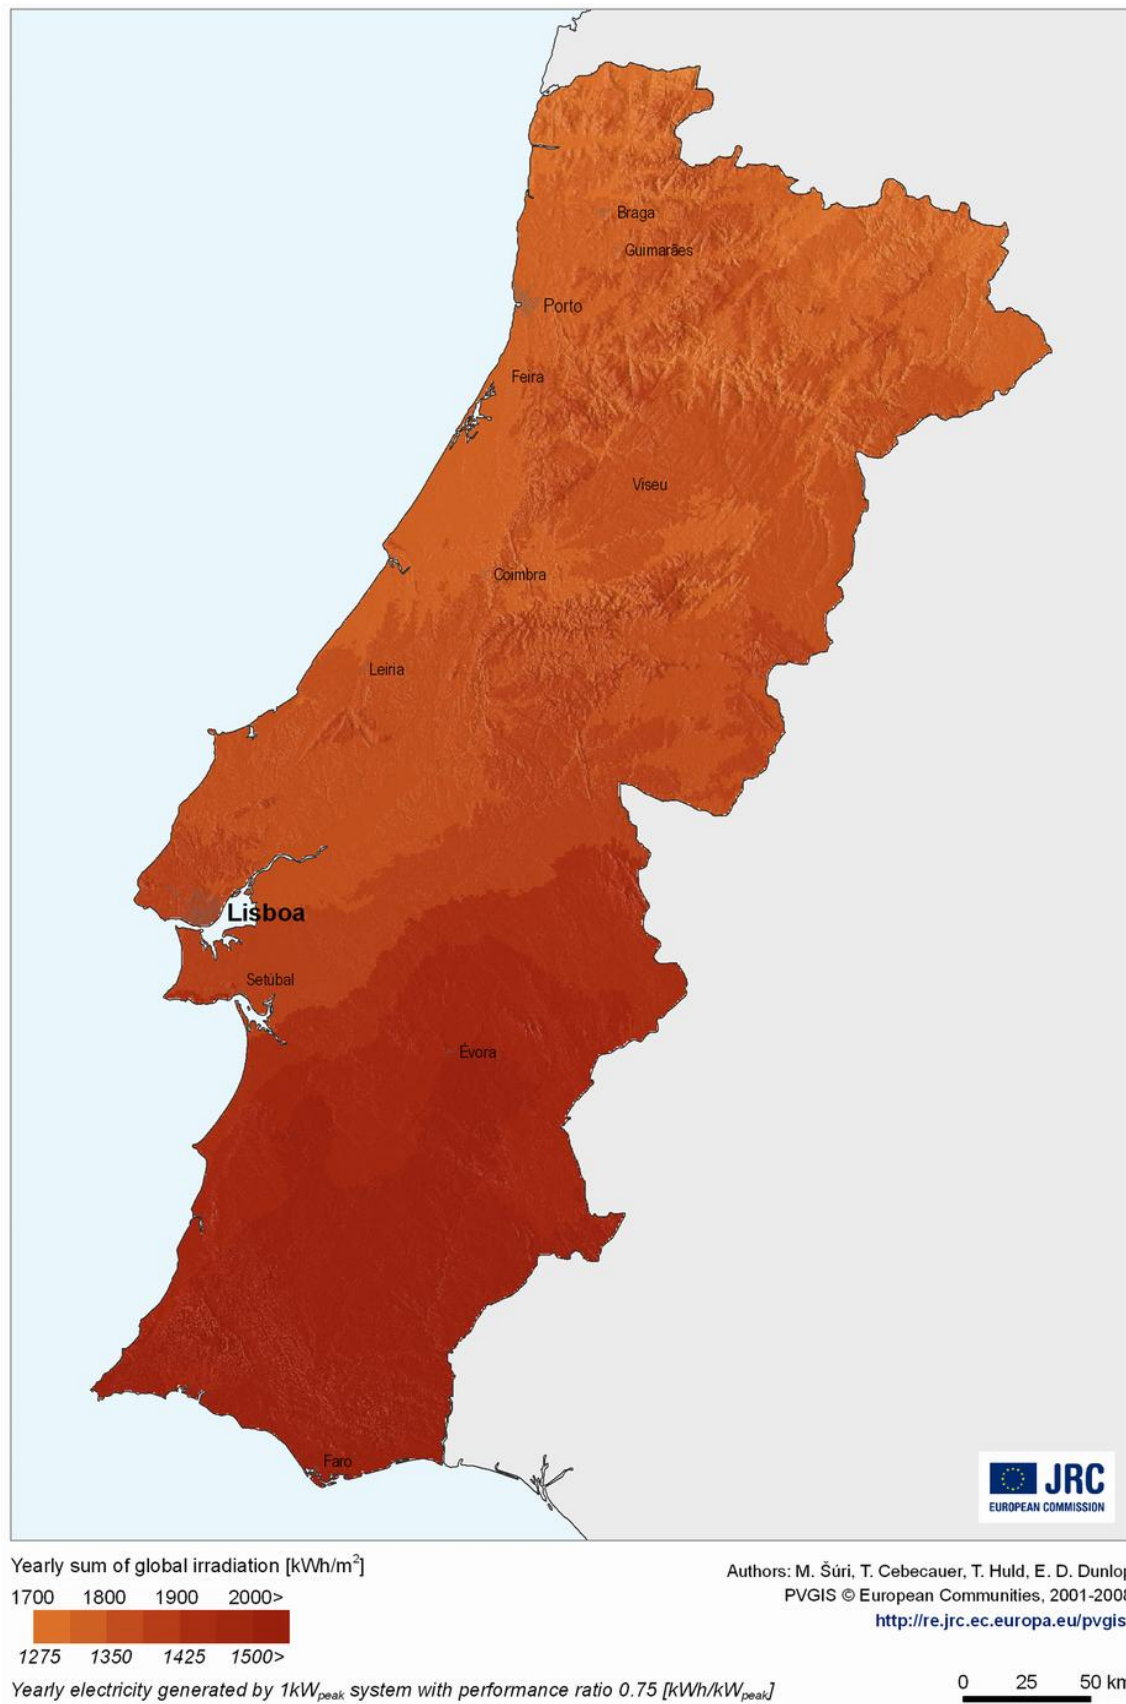 Braga
Guimarães
Porto
Feira
Viseu
Coimbra
Leiria
Lisboa
Setúbal
Évora
Faro
JRC
EUROPEAN COMMISSION
Yearly sum of global irradiation [kWh/m²]
1700 1800 1900 2000>
1275 1350 1425 1500>
Yearly electricity generated by 1kWpeak system with performance ratio 0.75 [kWh/kWpeak]
Authors: M. Šúri, T. Cebecauer, T. Huld, E. D. Dunlop
PVGIS © European Communities, 2001-2008
http://re.jrc.ec.europa.eu/pvgis
0 25 50 km